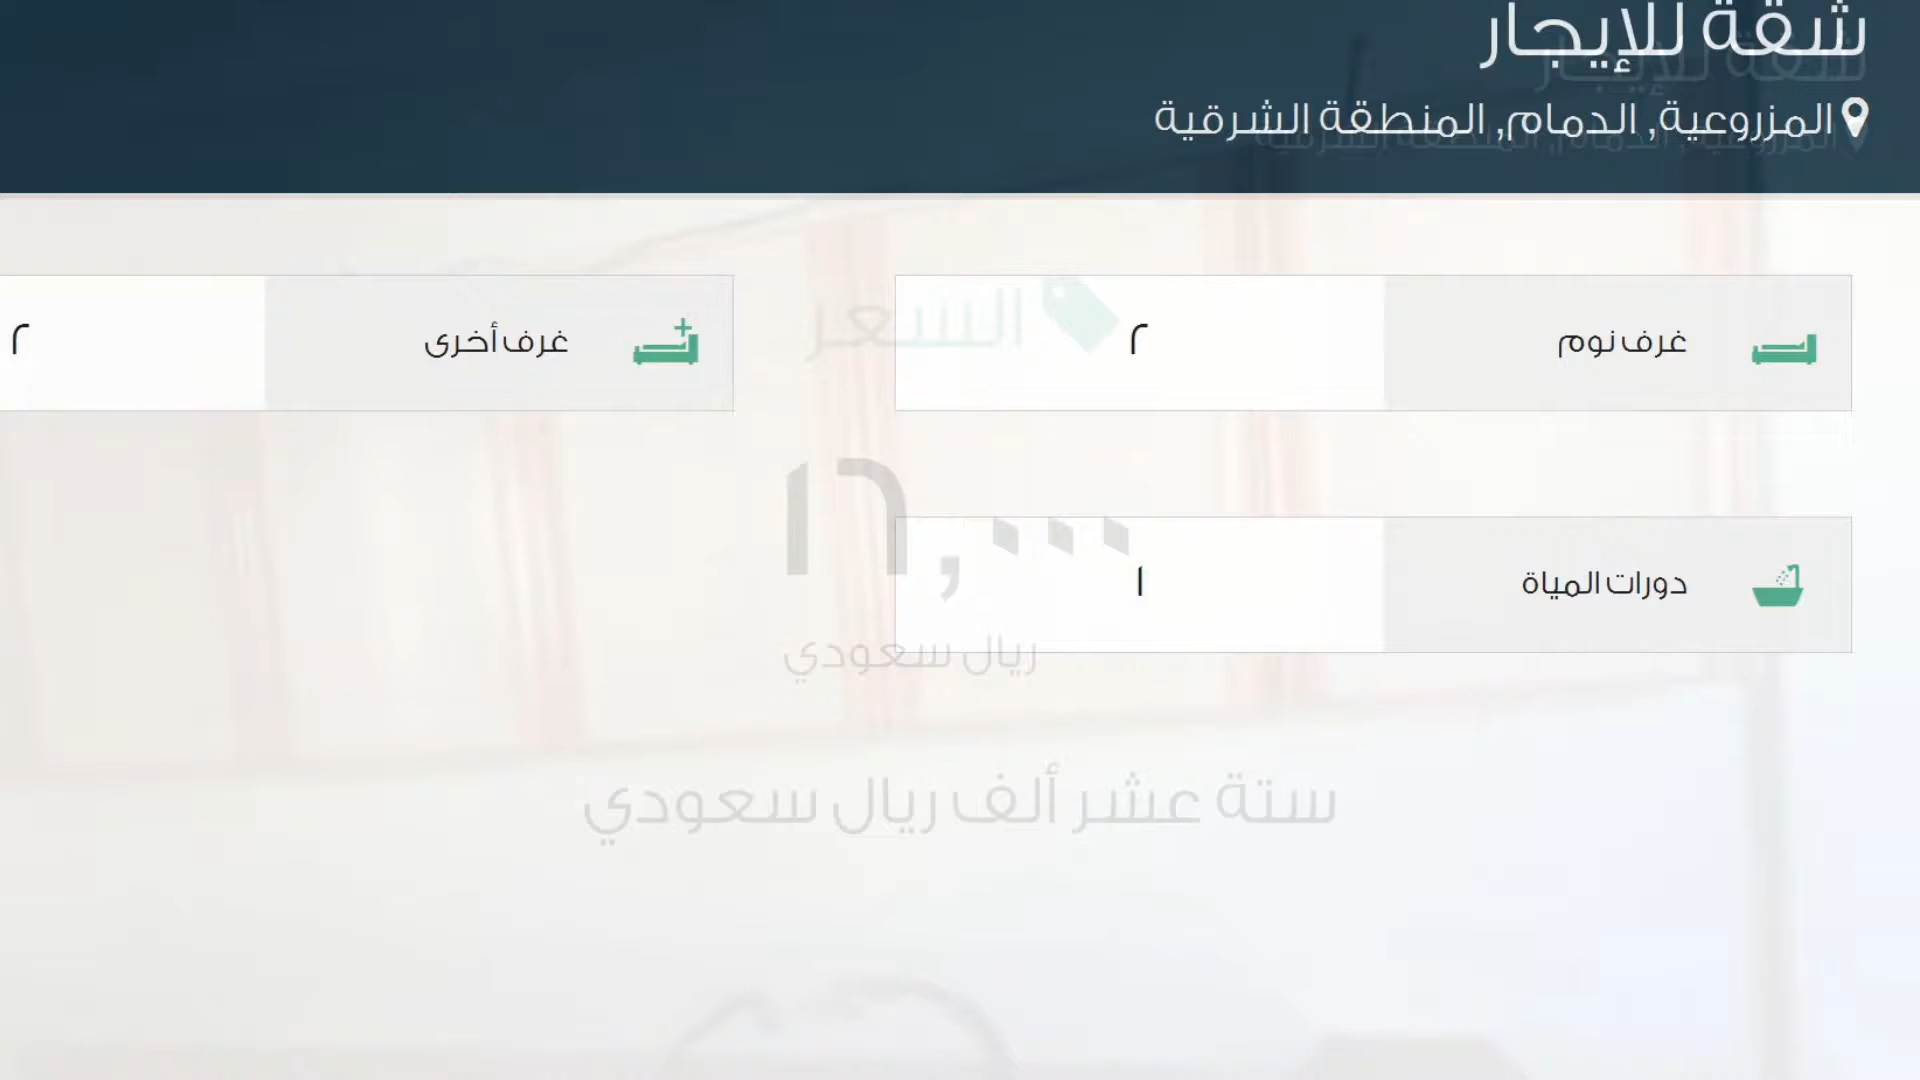 شقة للإيجار
المزروعية, الدمام, المنطقة الشرقية
غرف نوم ٢
غرف أخرى ٢
السعر
١٦,٠٠٠
دورات المياة ١
ريال سعودي
ستة عشر ألف ريال سعودي